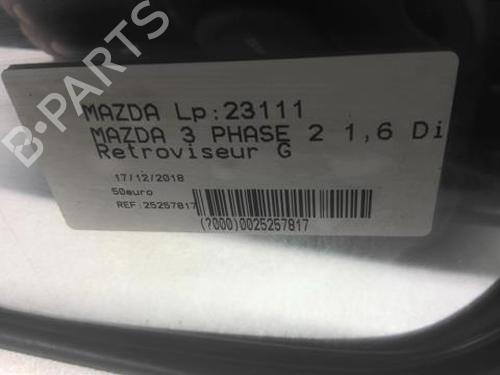 MAZDA Lp:23111
MAZDA 3 PHASE 2 1,6 Di
Retroviseur G
17/12/2018
50euro
REF:25257817
(?000)0025257817
B-PARTS